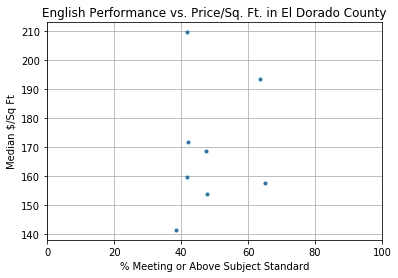 English Performance vs. Price/Sq. Ft. in El Dorado County
210
200
190
180
170
160
150
140
Median $/Sq Ft
0 20 40 60 80 100
% Meeting or Above Subject Standard